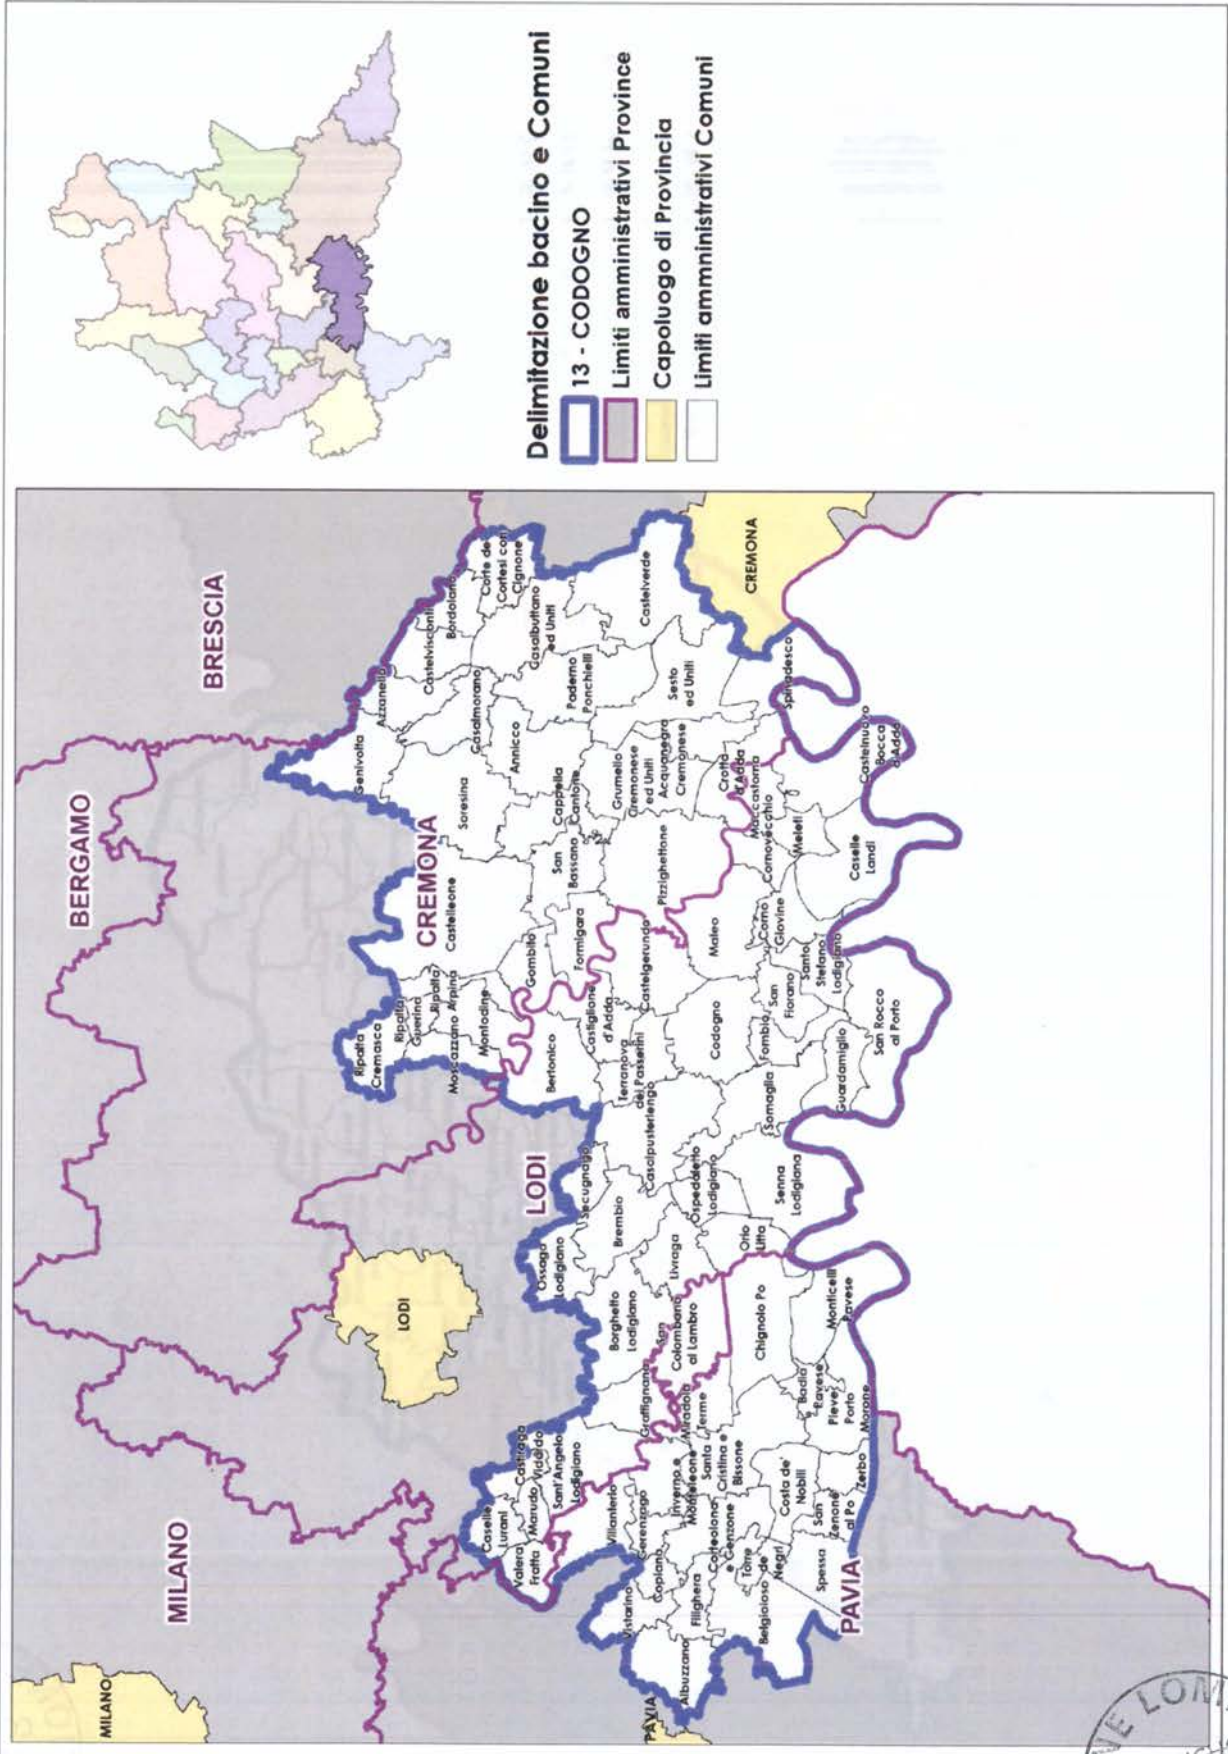 Delimitazione bacino e Comuni
13 - CODOGNO
Limiti amministrativi Province
Capoluogo di Provincia
Limiti ammninistrativi Comuni
MILANO
BERGAMO
BRESCIA
MILANO
LODI
LODI
CREMONA
CREMONA
PAVIA
PAVIA
Genivolta
Azzanello
Castelvisconti
Bordolano
Corte de'
Cortesi con
Cignone
Casalbuttano
ed Uniti
Castelverde
Casalmorano
Soresina
Annicco
Paderno
Ponchielli
Sesto
ed Uniti
Spinadesco
Cappella
Cantone
Grumello
Cremonese
ed Uniti
Acquanegra
Cremonese
Crotta
d'Adda
San
Bassano
Pizzighettone
Castelleone
Gombito
Formigara
Ripalta
Cremasca
Ripalta
Guerina
Ripalta
Arpina
Moscazzano
Montodine
Bertonico
Castiglione
d'Adda
Castelgerundo
Terranova
dei Passerini
Maleo
Codogno
Maccastorna
Cornovecchio
Meleti
Castelnuovo
Bocca
d'Adda
Caselle
Landi
Corno
Giovine
Santo
Stefano
Lodigiano
San
Fiorano
Fombio
San Rocco
al Porto
Guardamiglio
Somaglia
Casalpusterlengo
Secugnago
Brembio
Ospedaletto
Lodigiano
Senna
Lodigiana
Orio
Litta
Livraga
Ossago
Lodigiano
Borghetto
Lodigiano
San
Colombano
al Lambro
Graffignana
Chignolo Po
Monticelli
Pavese
Miradolo
Terme
Badia
Pavese
Pieve
Porto
Morone
Santa
Cristina e
Bissone
Inverno e
Monteleone
Costa de'
Nobili
Zerbo
San
Zenone
al Po
Spessa
Torre
de'
Negri
Belgioioso
Corteolona
e Genzone
Gerenzago
Copiano
Filighera
Villanterio
Vistarino
Albuzzano
Castiraga
Vidardo
Sant'Angelo
Lodigiano
Marudo
Caselle
Lurani
Valera
Fratta
NE LOM